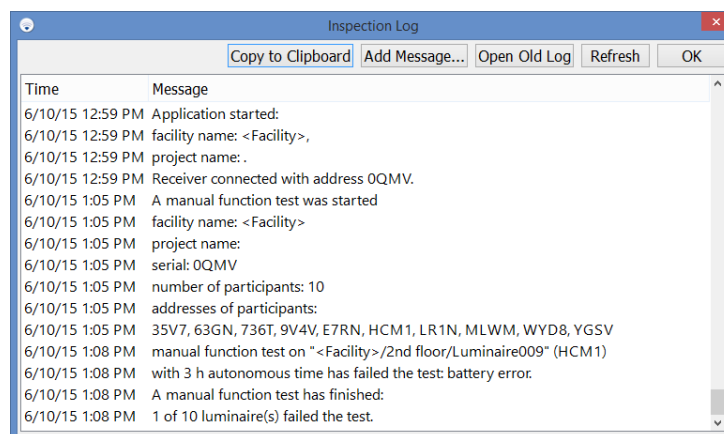 Inspection Log
Copy to Clipboard Add Message... Open Old Log Refresh OK
Time Message
6/10/15 12:59 PM Application started:
6/10/15 12:59 PM facility name: <Facility>,
6/10/15 12:59 PM project name: .
6/10/15 12:59 PM Receiver connected with address 0QMV.
6/10/15 1:05 PM A manual function test was started
6/10/15 1:05 PM facility name: <Facility>
6/10/15 1:05 PM project name:
6/10/15 1:05 PM serial: 0QMV
6/10/15 1:05 PM number of participants: 10
6/10/15 1:05 PM addresses of participants:
6/10/15 1:05 PM 35V7, 63GN, 736T, 9V4V, E7RN, HCM1, LR1N, MLWM, WYD8, YGSV
6/10/15 1:08 PM manual function test on "<Facility>/2nd floor/Luminaire009" (HCM1)
6/10/15 1:08 PM with 3 h autonomous time has failed the test: battery error.
6/10/15 1:08 PM A manual function test has finished:
6/10/15 1:08 PM 1 of 10 luminaire(s) failed the test.